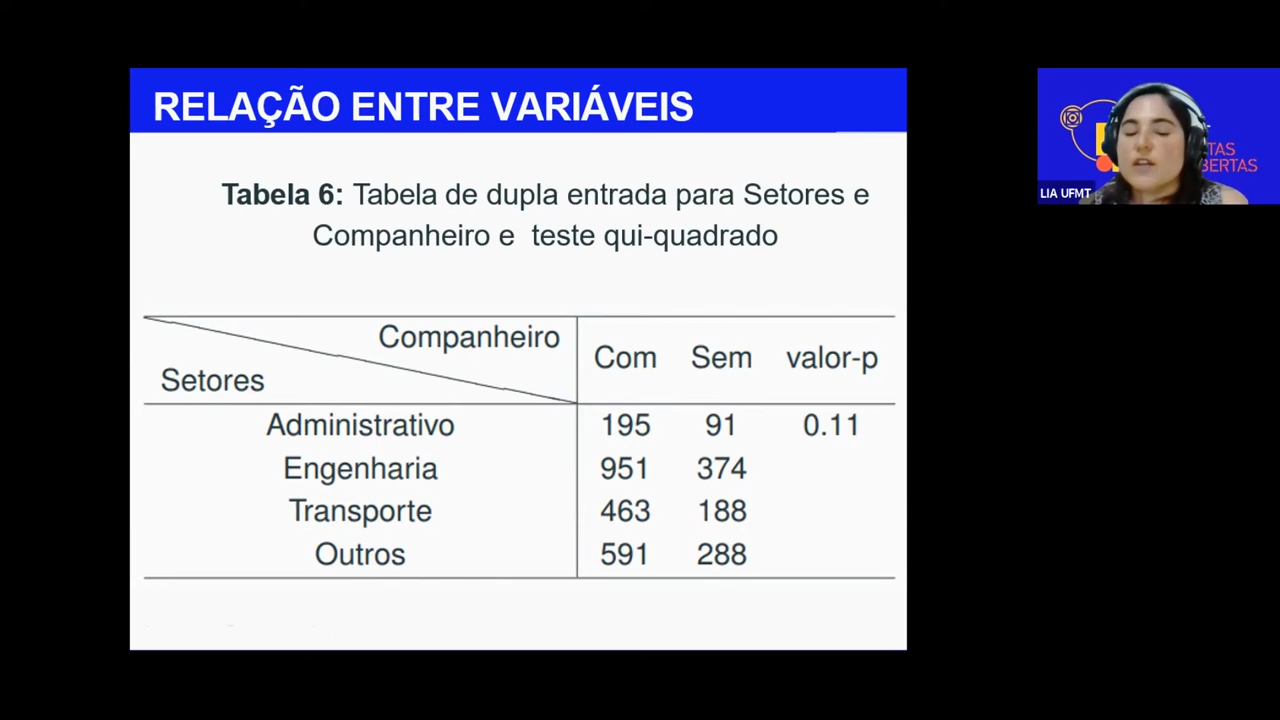 RELAÇÃO ENTRE VARIÁVEIS
Tabela 6: Tabela de dupla entrada para Setores e
Companheiro e teste qui-quadrado
Companheiro
Setores
Com Sem valor-p
Administrativo 195 91 0.11
Engenharia 951 374
Transporte 463 188
Outros 591 288
LIA UFMT